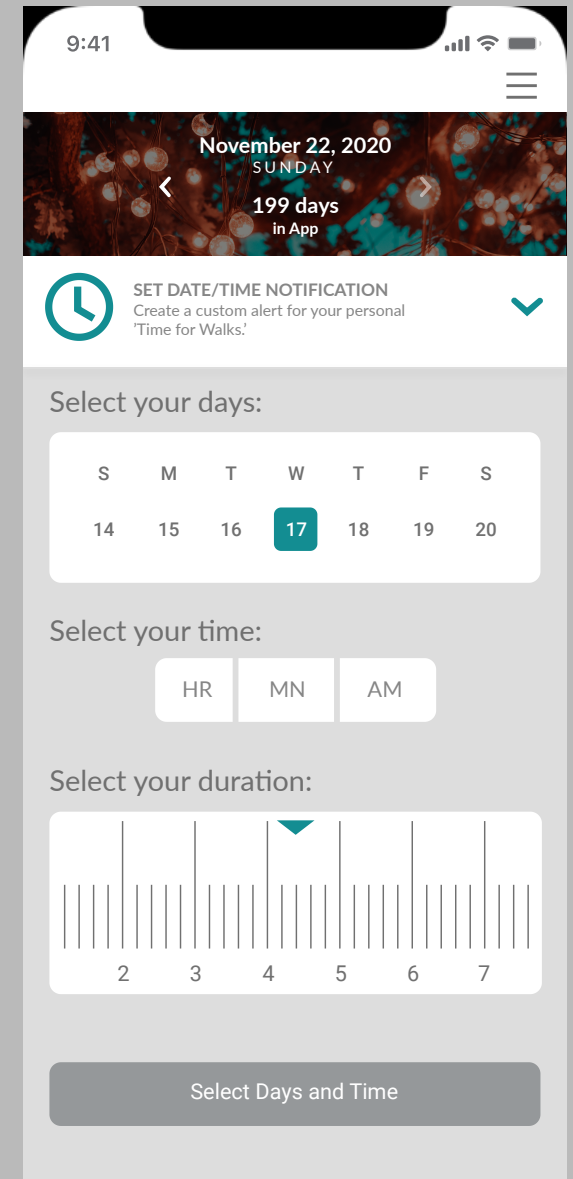 9:41
November 22, 2020
SUNDAY
199 days
in App
SET DATE/TIME NOTIFICATION
Create a custom alert for your personal
'Time for Walks.'
Select your days:
S M T W T F S
14 15 16 17 18 19 20
Select your time:
HR MN AM
Select your duration:
2 3 4 5 6 7
Select Days and Time